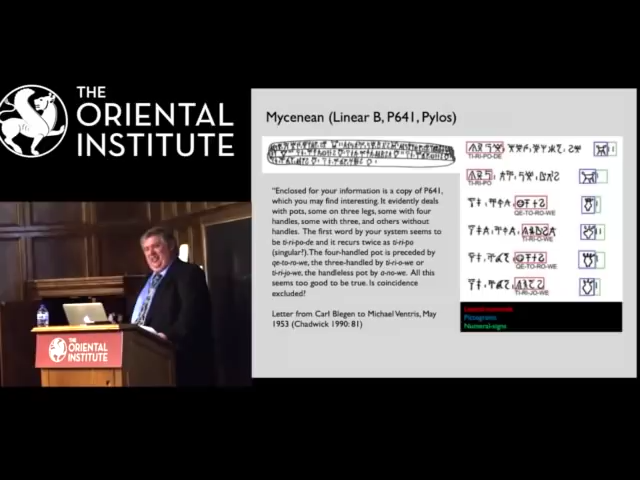 THE
ORIENTAL
INSTITUTE
Mycenean (Linear B, P641, Pylos)
"Enclosed for your information is a copy of P641,
which you may find interesting. It evidently deals
with pots, some on three legs, some with four
handles, some with three, and others without
handles. The first word by your system seems to
be ti-ri-po-de and it recurs twice as ti-ri-po
(singular?). The four-handled pot is preceded by
qe-to-ro-we, the three-handled by ti-ri-o-we or
ti-ri-jo-we, the handleless pot by a-no-we. All this
seems too good to be true. Is coincidence
excluded?
Letter from Carl Blegen to Michael Ventris, May
1953 (Chadwick 1990: 81)
TI-RI-PO-DE
TI-RI-PO
QE-TO-RO-WE
TI-RI-O-WE
QE-TO-RO-WE
TI-RI-JO-WE
Pictograms
Numeral-signs
THE
ORIENTAL
INSTITUTE